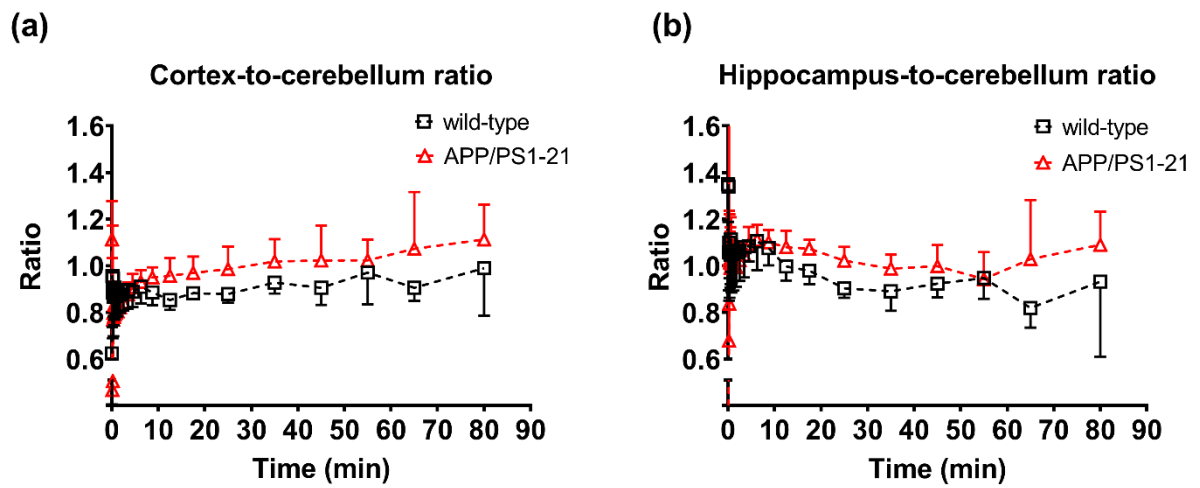 (a)
Cortex-to-cerebellum ratio
wild-type
APP/PS1-21
Ratio
1.6
1.4
1.2
1.0
0.8
0.6
0 10 20 30 40 50 60 70 80 90
Time (min)
(b)
Hippocampus-to-cerebellum ratio
wild-type
APP/PS1-21
Ratio
1.6
1.4
1.2
1.0
0.8
0.6
0 10 20 30 40 50 60 70 80 90
Time (min)